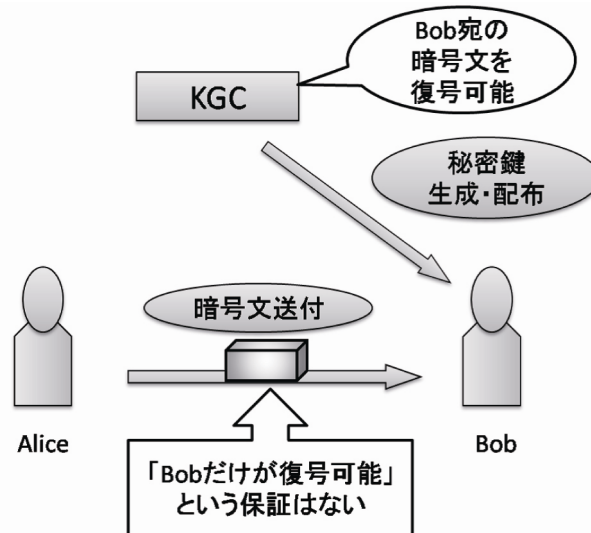 Bob宛の
暗号文を
復号可能
KGC
秘密鍵
生成・配布
暗号文送付
Alice
Bob
「Bobだけが復号可能」
という保証はない